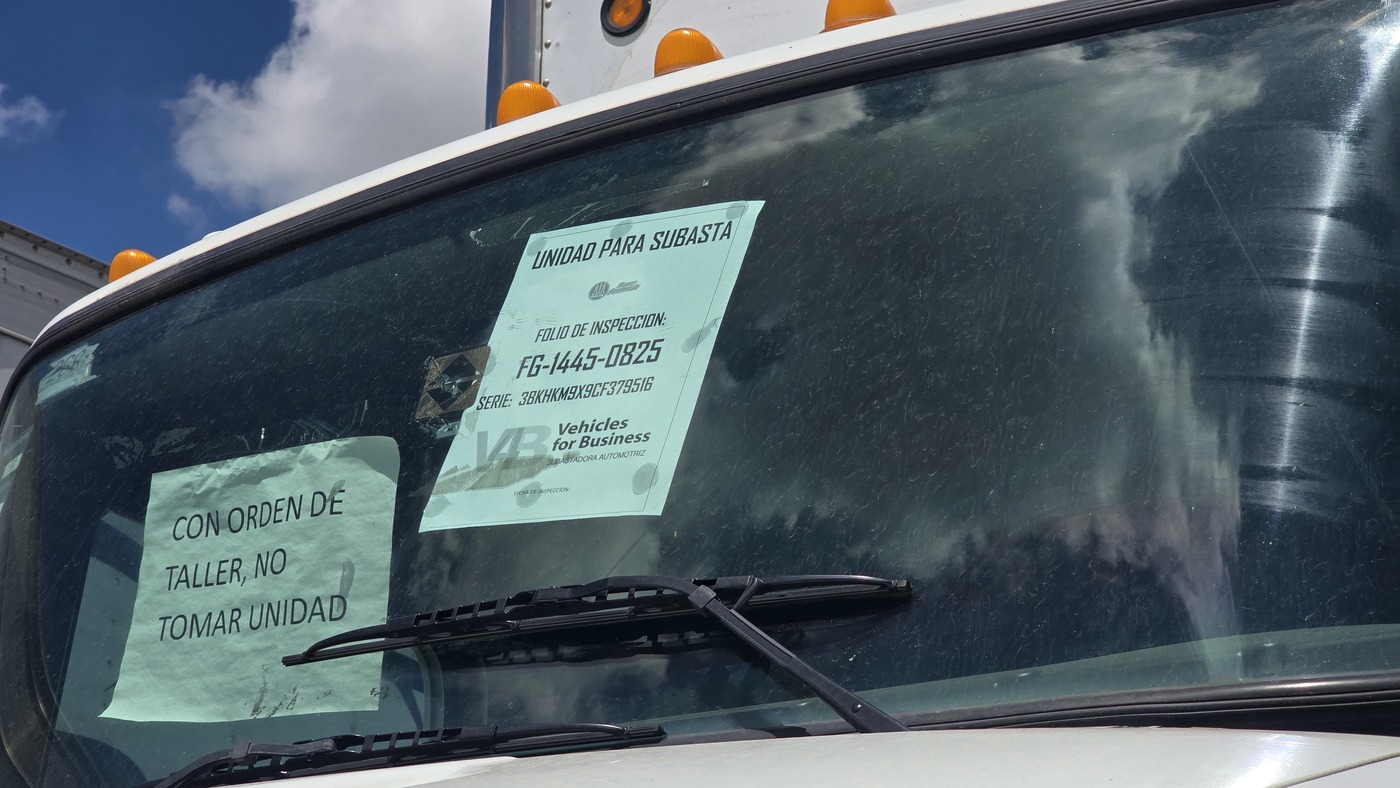 UNIDAD PARA SUBASTA
FOLIO DE INSPECCION:
FG-1445-0825
SERIE: 3BKHKM9X9CF379516
V4B Vehicles
for Business
SUBASTADORA AUTOMOTRIZ
FECHA DE INSPECCION:
CON ORDEN DE
TALLER, NO
TOMAR UNIDAD